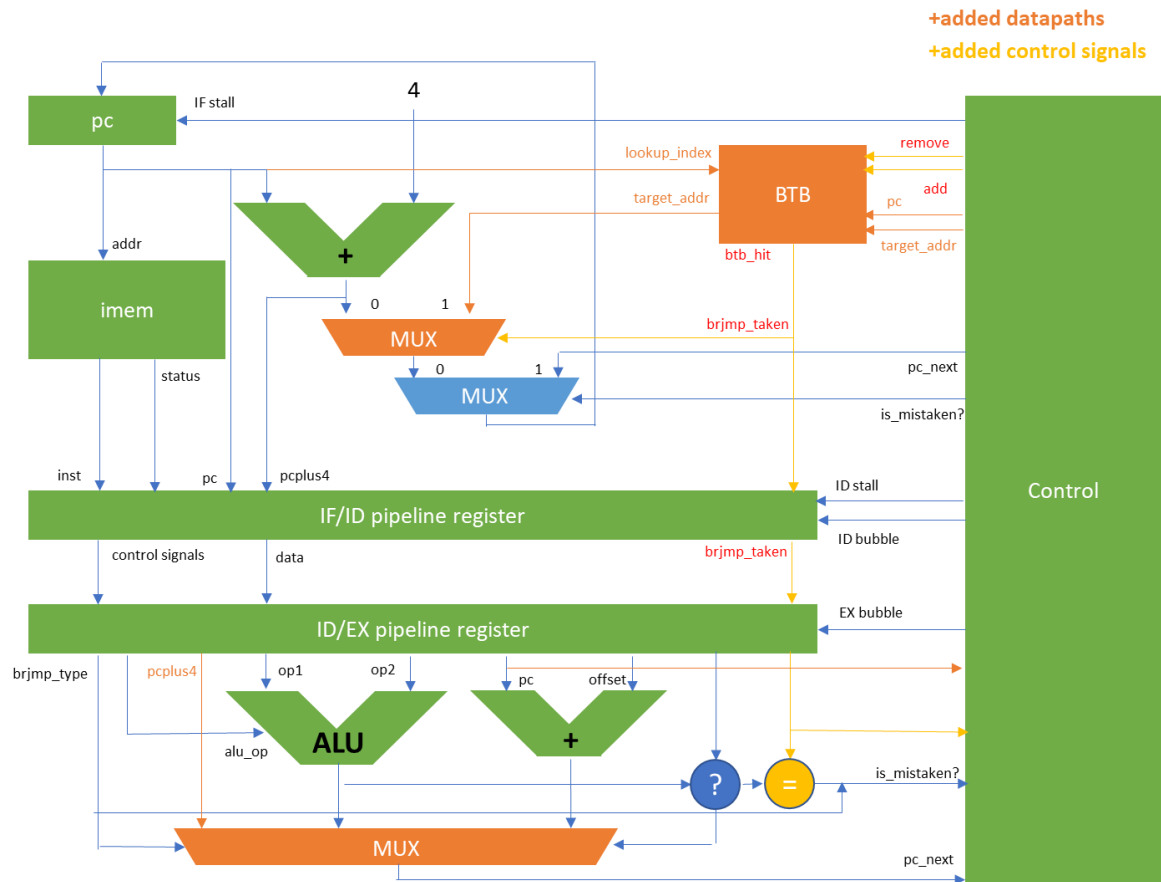 +added datapaths
+added control signals
4
IF stall
pc
remove
lookup_index
BTB
add
target_addr
pc
addr
target_addr
+
btb_hit
imem
0
1
brjmp_taken
MUX
status
0
1
pc_next
MUX
is_mistaken?
inst
pc
pcplus4
ID stall
Control
IF/ID pipeline register
ID bubble
control signals
data
brjmp_taken
EX bubble
ID/EX pipeline register
brjmp_type
pcplus4
op1
op2
pc
offset
ALU
+
alu_op
?
=
is_mistaken?
MUX
pc_next